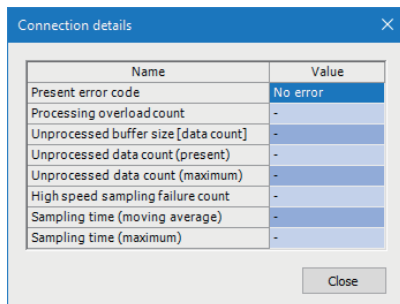 Connection details
Name Value
Present error code No error
Processing overload count -
Unprocessed buffer size [data count] -
Unprocessed data count (present) -
Unprocessed data count (maximum) -
High speed sampling failure count -
Sampling time (moving average) -
Sampling time (maximum) -
Close